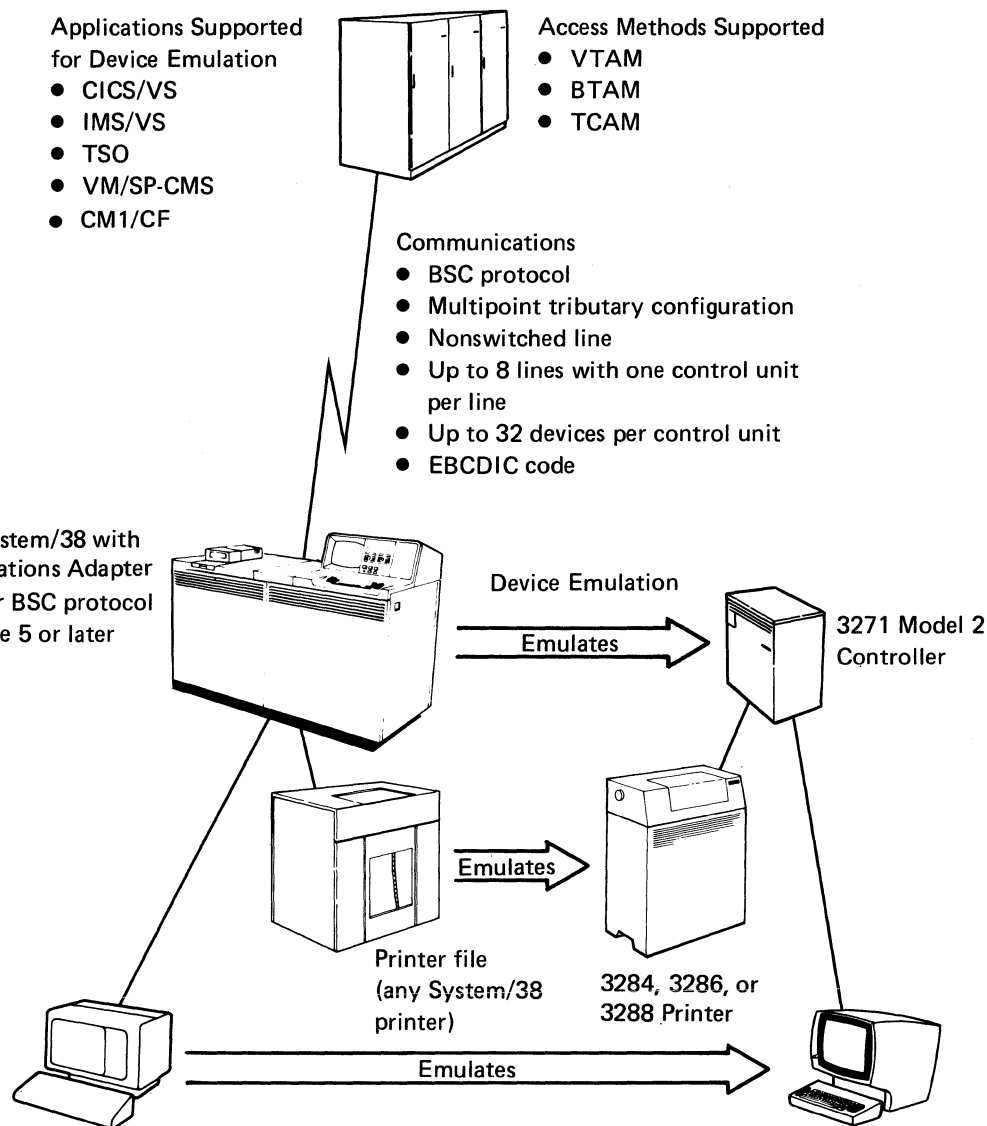 Applications Supported
for Device Emulation
● CICS/VS
● IMS/VS
● TSO
● VM/SP-CMS
● CM1/CF
Access Methods Supported
● VTAM
● BTAM
● TCAM
Communications
● BSC protocol
● Multipoint tributary configuration
● Nonswitched line
● Up to 8 lines with one control unit
per line
● Up to 32 devices per control unit
● EBCDIC code
stem/38 with
ations Adapter
r BSC protocol
e 5 or later
Device Emulation
Emulates
3271 Model 2
Controller
Emulates
Printer file
(any System/38
printer)
3284, 3286, or
3288 Printer
Emulates